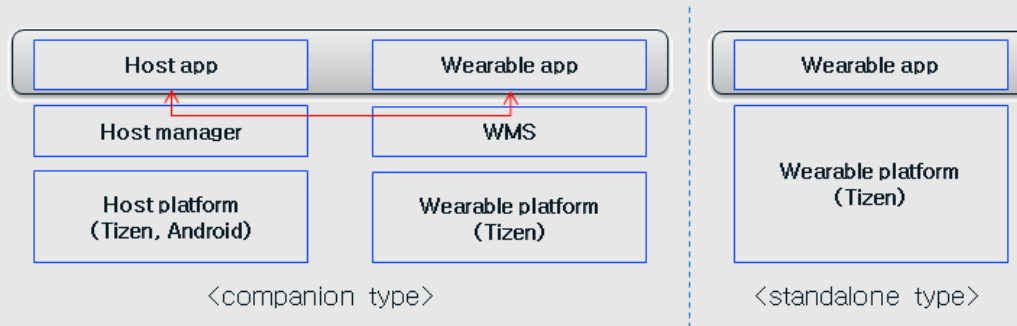 Host app
Wearable app
Wearable app
Host manager
WMS
Host platform
(Tizen, Android)
Wearable platform
(Tizen)
Wearable platform
(Tizen)
<companion type>
<standalone type>